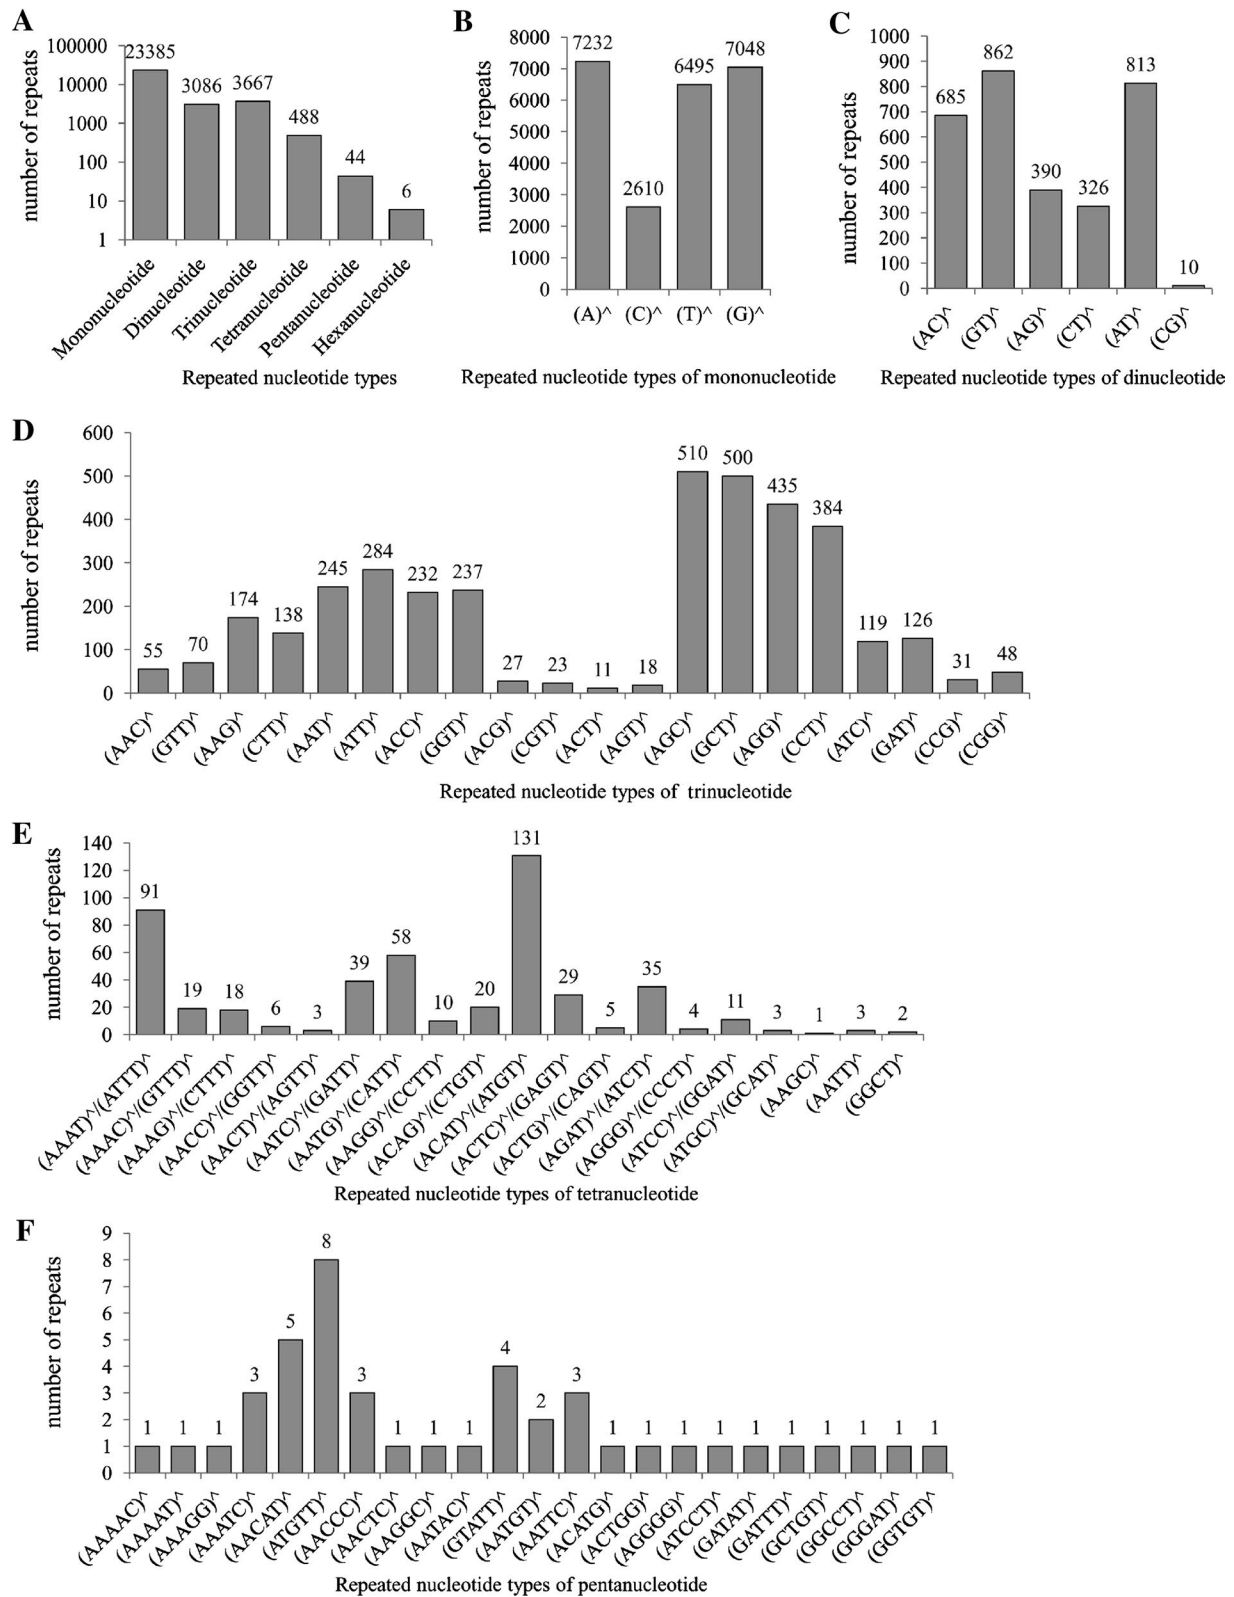 A
number of repeats
100000
10000
1000
100
10
1
23385
3086
3667
488
44
6
Mononucleotide
Dinucleotide
Trinucleotide
Tetranucleotide
Pentanucleotide
Hexanucleotide
Repeated nucleotide types
B
number of repeats
8000
7000
6000
5000
4000
3000
2000
1000
0
7232
2610
6495
7048
(A)^
(C)^
(T)^
(G)^
Repeated nucleotide types of mononucleotide
C
number of repeats
1000
900
800
700
600
500
400
300
200
100
0
685
862
390
326
813
10
(AC)^
(GT)^
(AG)^
(CT)^
(AT)^
(CG)^
Repeated nucleotide types of dinucleotide
D
number of repeats
600
500
400
300
200
100
0
55
70
174
138
245
284
232
237
27
23
11
18
510
500
435
384
119
126
31
48
(AAC)^
(GTT)^
(AAG)^
(CTT)^
(AAT)^
(ATT)^
(ACC)^
(GGT)^
(ACG)^
(CGT)^
(ACT)^
(AGT)^
(AGC)^
(GCT)^
(AGG)^
(CCT)^
(ATC)^
(GAT)^
(CCG)^
(CGG)^
Repeated nucleotide types of trinucleotide
E
number of repeats
140
120
100
80
60
40
20
0
91
19
18
6
3
39
58
10
20
131
29
5
35
4
11
3
1
3
2
(AAAT)^/(ATTT)^
(AAAC)^/(GTTT)^
(AAAG)^/(CTTT)^
(AACC)^/(GGTT)^
(AACT)^/(AGTT)^
(AATC)^/(GATT)^
(AATG)^/(CATT)^
(AAGG)^/(CCTT)^
(ACAG)^/(CTGT)^
(ACAT)^/(ATGT)^
(ACTC)^/(GAGT)^
(ACTG)^/(CAGT)^
(AGAT)^/(ATCT)^
(AGGG)^/(CCCT)^
(ATCC)^/(GGAT)^
(ATGC)^/(GCAT)^
(AAGC)^
(AATT)^
(GGCT)^
Repeated nucleotide types of tetranucleotide
F
number of repeats
9
8
7
6
5
4
3
2
1
0
1
1
1
3
5
8
3
1
1
1
4
2
3
1
1
1
1
1
1
1
1
1
1
(AAAAC)^
(AAAAT)^
(AAAGG)^
(AAATC)^
(AACAT)^
(ATGTT)^
(AACCC)^
(AACTC)^
(AAGGC)^
(AATAC)^
(GTATT)^
(AATGT)^
(AATTC)^
(ACATG)^
(ACTGG)^
(AGGGG)^
(ATCCT)^
(GATAT)^
(GATTT)^
(GCTGT)^
(GGCCT)^
(GGGAT)^
(GGTGT)^
Repeated nucleotide types of pentanucleotide